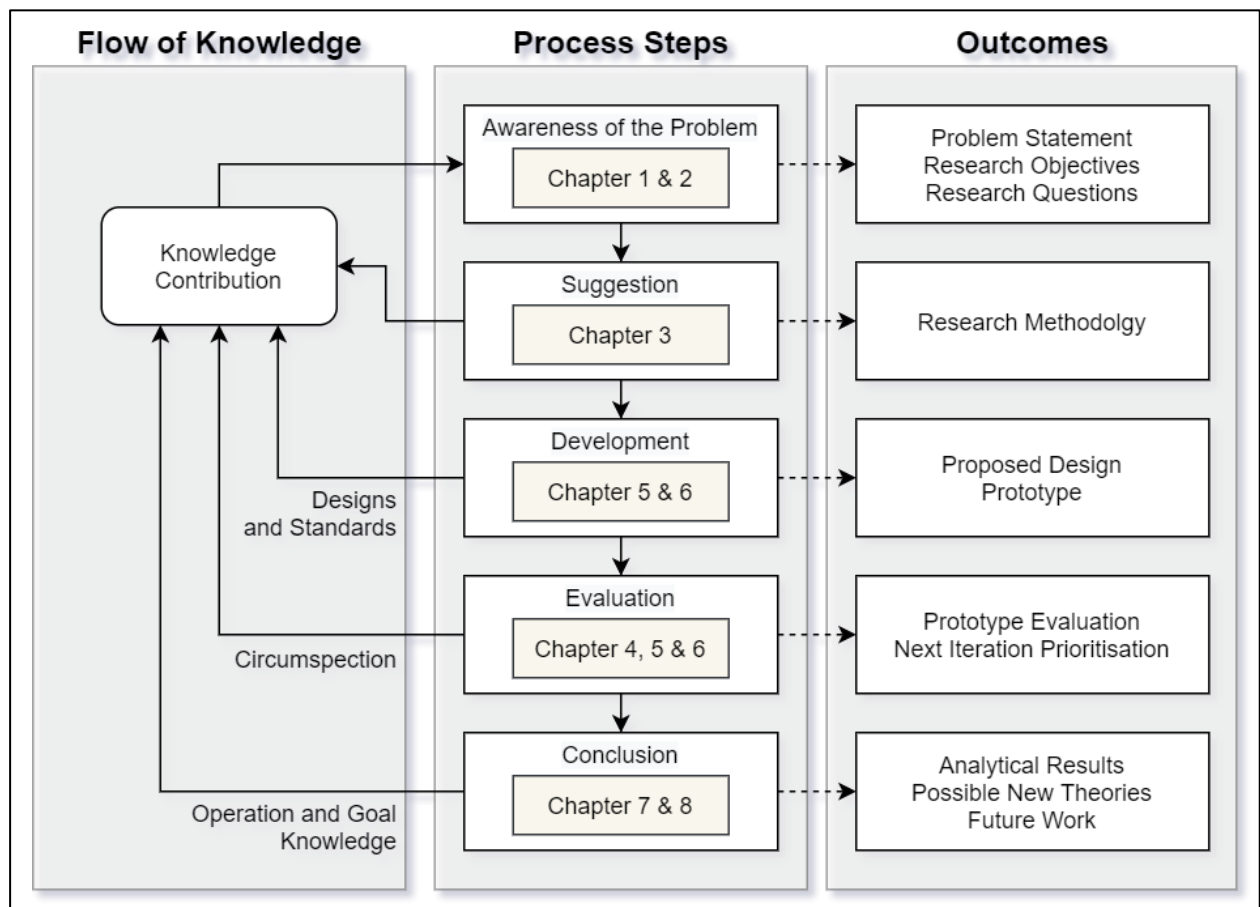 Flow of Knowledge
Process Steps
Outcomes
Knowledge
Contribution
Designs
and Standards
Circumspection
Operation and Goal
Knowledge
Awareness of the Problem
Chapter 1 & 2
Suggestion
Chapter 3
Development
Chapter 5 & 6
Evaluation
Chapter 4, 5 & 6
Conclusion
Chapter 7 & 8
Problem Statement
Research Objectives
Research Questions
Research Methodolgy
Proposed Design
Prototype
Prototype Evaluation
Next Iteration Prioritisation
Analytical Results
Possible New Theories
Future Work